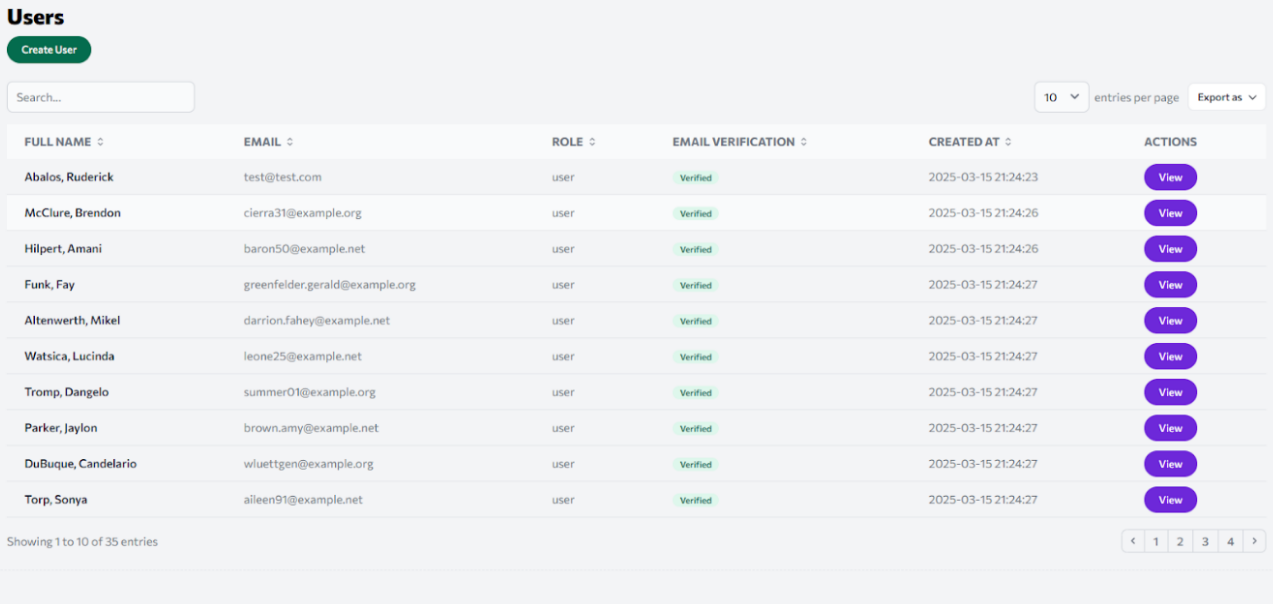 Users
Create User
Search...
10 entries per page Export as
FULL NAME EMAIL ROLE EMAIL VERIFICATION CREATED AT ACTIONS
Abalos, Ruderick test@test.com user Verified 2025-03-15 21:24:23 View
McClure, Brendon cierra31@example.org user Verified 2025-03-15 21:24:26 View
Hilpert, Amani baron50@example.net user Verified 2025-03-15 21:24:26 View
Funk, Fay greenfelder.gerald@example.org user Verified 2025-03-15 21:24:27 View
Altenwerth, Mikel darrion.fahey@example.net user Verified 2025-03-15 21:24:27 View
Watsica, Lucinda leone25@example.net user Verified 2025-03-15 21:24:27 View
Tromp, Dangelo summer01@example.org user Verified 2025-03-15 21:24:27 View
Parker, Jaylon brown.amy@example.net user Verified 2025-03-15 21:24:27 View
DuBuque, Candelario wluettgen@example.org user Verified 2025-03-15 21:24:27 View
Torp, Sonya aileen91@example.net user Verified 2025-03-15 21:24:27 View
Showing 1 to 10 of 35 entries ‹ 1 2 3 4 ›